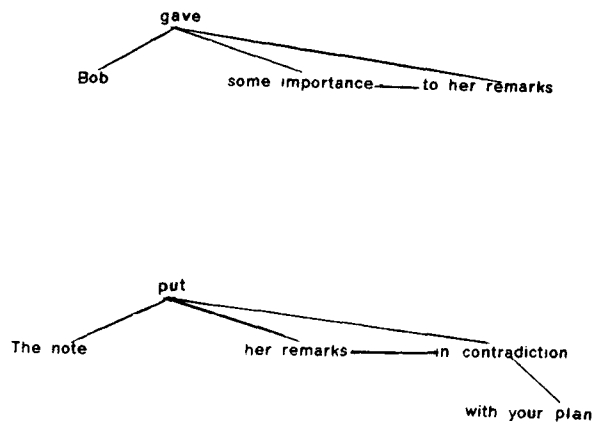 gave
Bob some importance to her remarks
put
The note her remarks in contradiction
with your plan